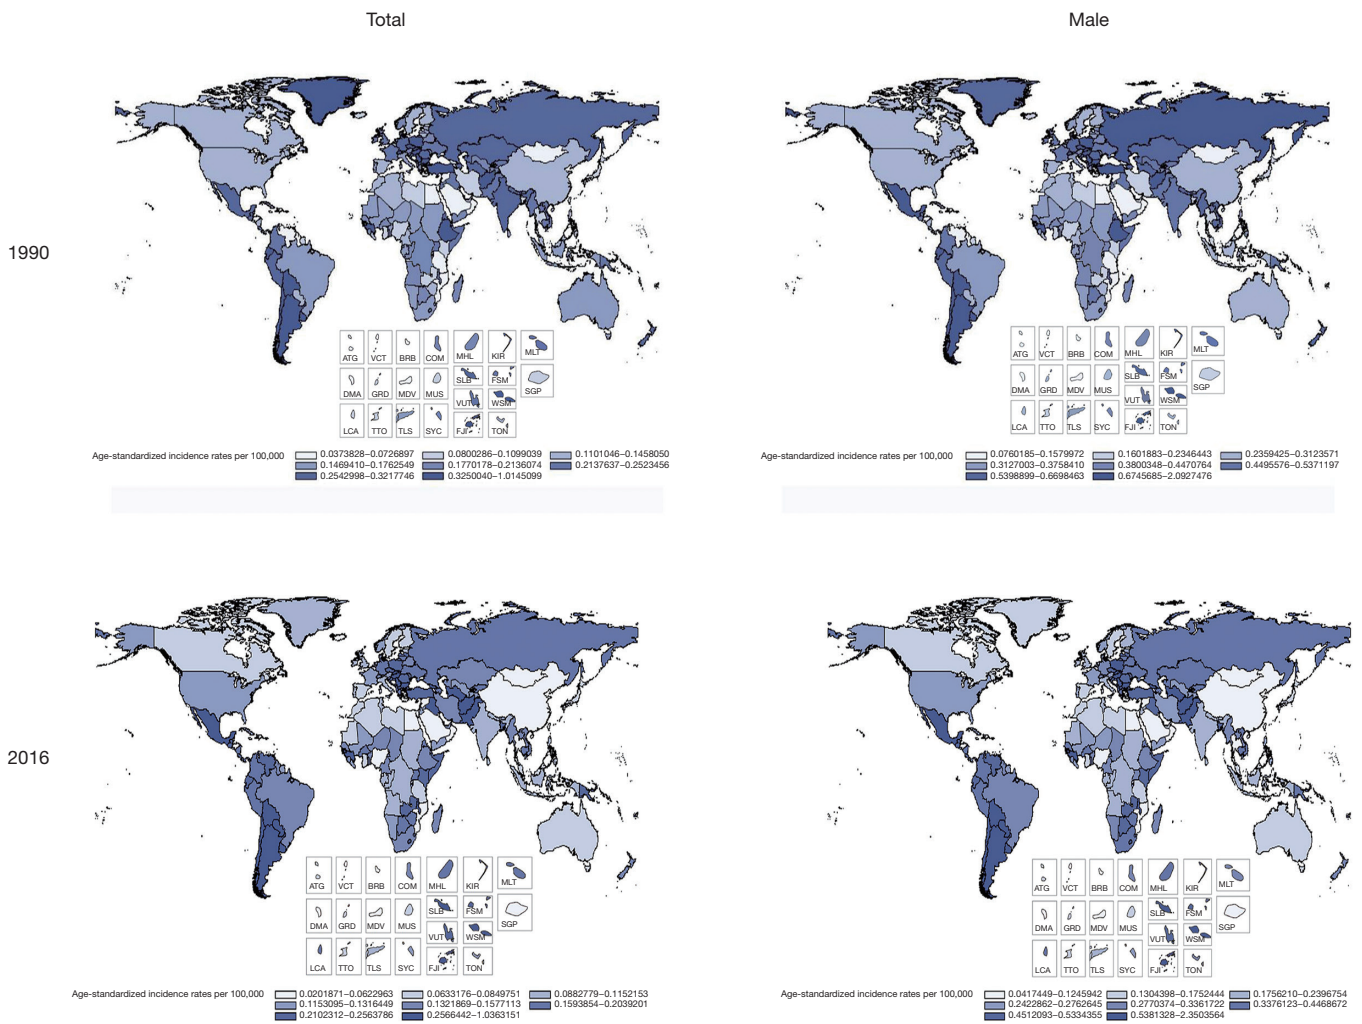 Total
Male
1990
ATG VCT BRB COM MHL KIR MLT
DMA GRD MDV MUS SLB FSM SGP
VUT WSM
LCA TTO TLS SYC FJI TON
Age-standardized incidence rates per 100,000 0.0373828–0.0726897 0.0800286–0.1099039 0.1101046–0.1458050
0.1469410–0.1762549 0.1770178–0.2136074 0.2137637–0.2523456
0.2542998–0.3217746 0.3250040–1.0145099
ATG VCT BRB COM MHL KIR MLT
DMA GRD MDV MUS SLB FSM SGP
VUT WSM
LCA TTO TLS SYC FJI TON
Age-standardized incidence rates per 100,000 0.0760185–0.1579972 0.1601883–0.2346443 0.2359425–0.3123571
0.3127003–0.3758410 0.3800348–0.4470764 0.4495576–0.5371197
0.5398899–0.6698463 0.6745685–2.0927476
2016
ATG VCT BRB COM MHL KIR MLT
DMA GRD MDV MUS SLB FSM SGP
VUT WSM
LCA TTO TLS SYC FJI TON
Age-standardized incidence rates per 100,000 0.0201871–0.0622963 0.0633176–0.0849751 0.0882779–0.1152153
0.1153095–0.1316449 0.1321869–0.1577113 0.1593854–0.2039201
0.2102312–0.2563786 0.2566442–1.0363151
ATG VCT BRB COM MHL KIR MLT
DMA GRD MDV MUS SLB FSM SGP
VUT WSM
LCA TTO TLS SYC FJI TON
Age-standardized incidence rates per 100,000 0.0417449–0.1245942 0.1304398–0.1752444 0.1756210–0.2396754
0.2422862–0.2762645 0.2770374–0.3361722 0.3376123–0.4468672
0.4512093–0.5334355 0.5381328–2.3503564